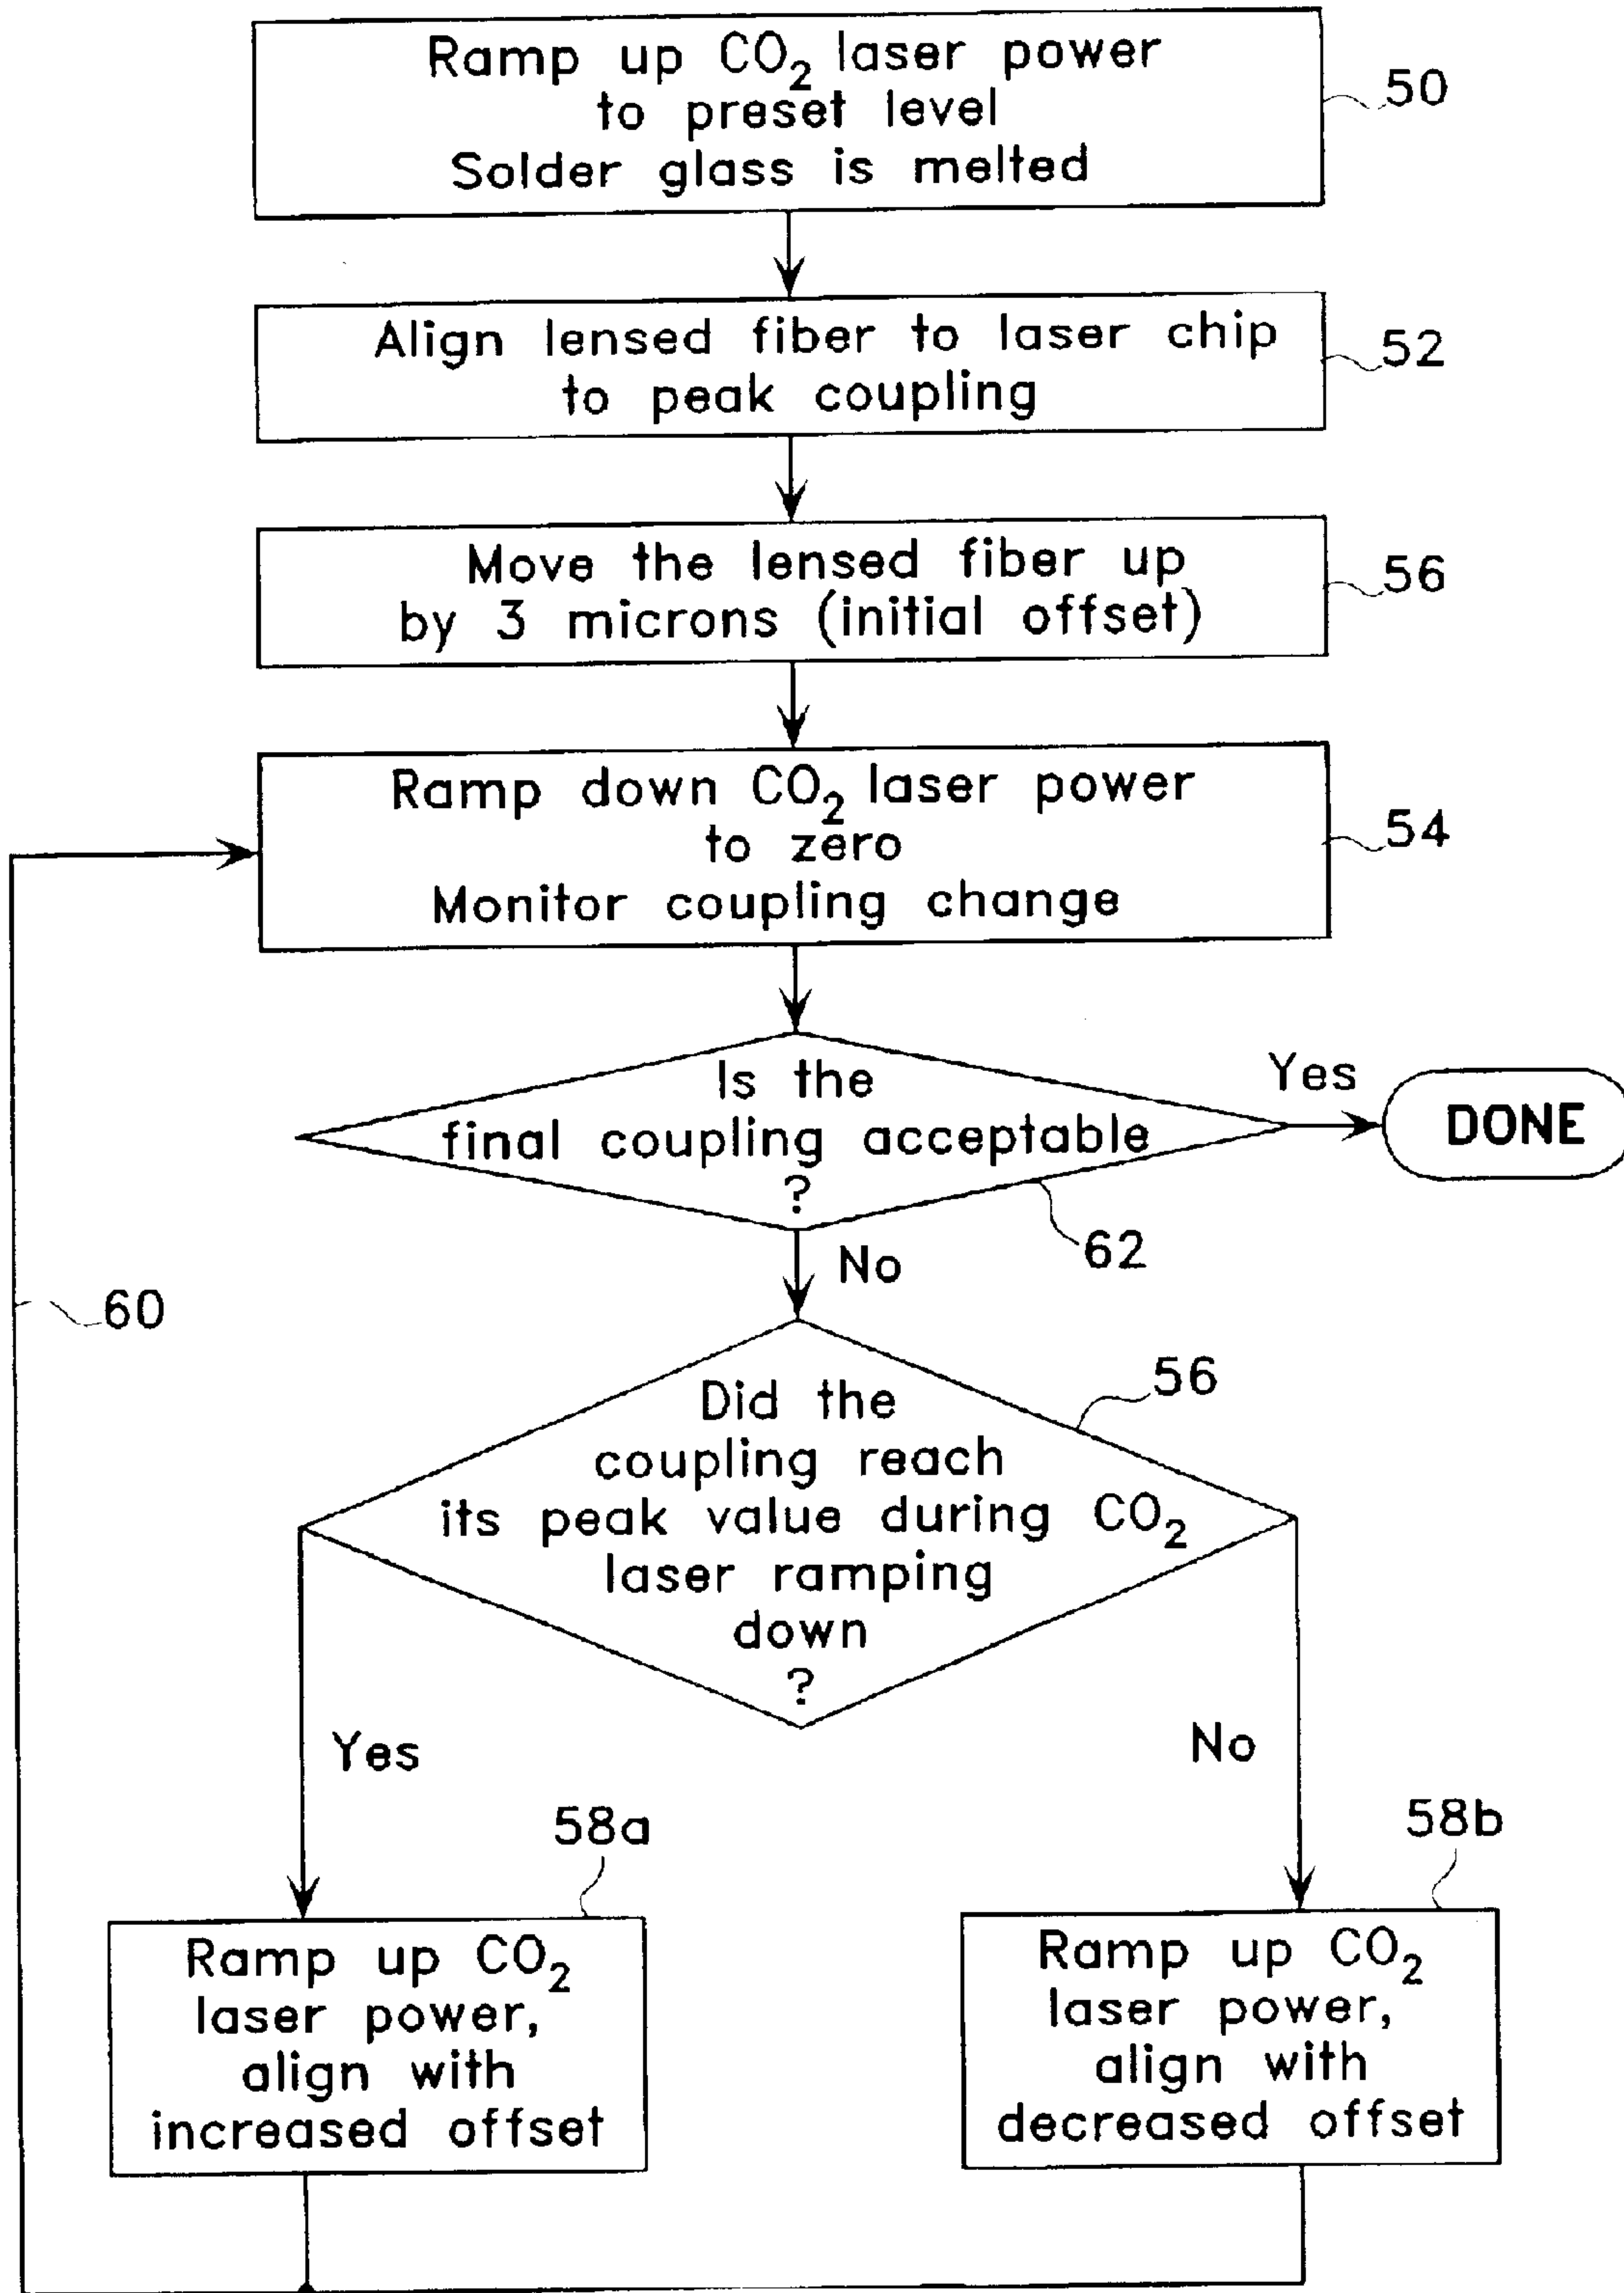 Ramp up CO₂ laser power
to preset level
Solder glass is melted
50
Align lensed fiber to laser chip
to peak coupling
52
Move the lensed fiber up
by 3 microns (initial offset)
56
Ramp down CO₂ laser power
to zero
Monitor coupling change
54
Is the
final coupling acceptable
?
Yes
DONE
62
No
60
Did the
coupling reach
its peak value during CO₂
laser ramping
down
?
56
Yes
No
58a
58b
Ramp up CO₂
laser power,
align with
increased offset
Ramp up CO₂
laser power,
align with
decreased offset